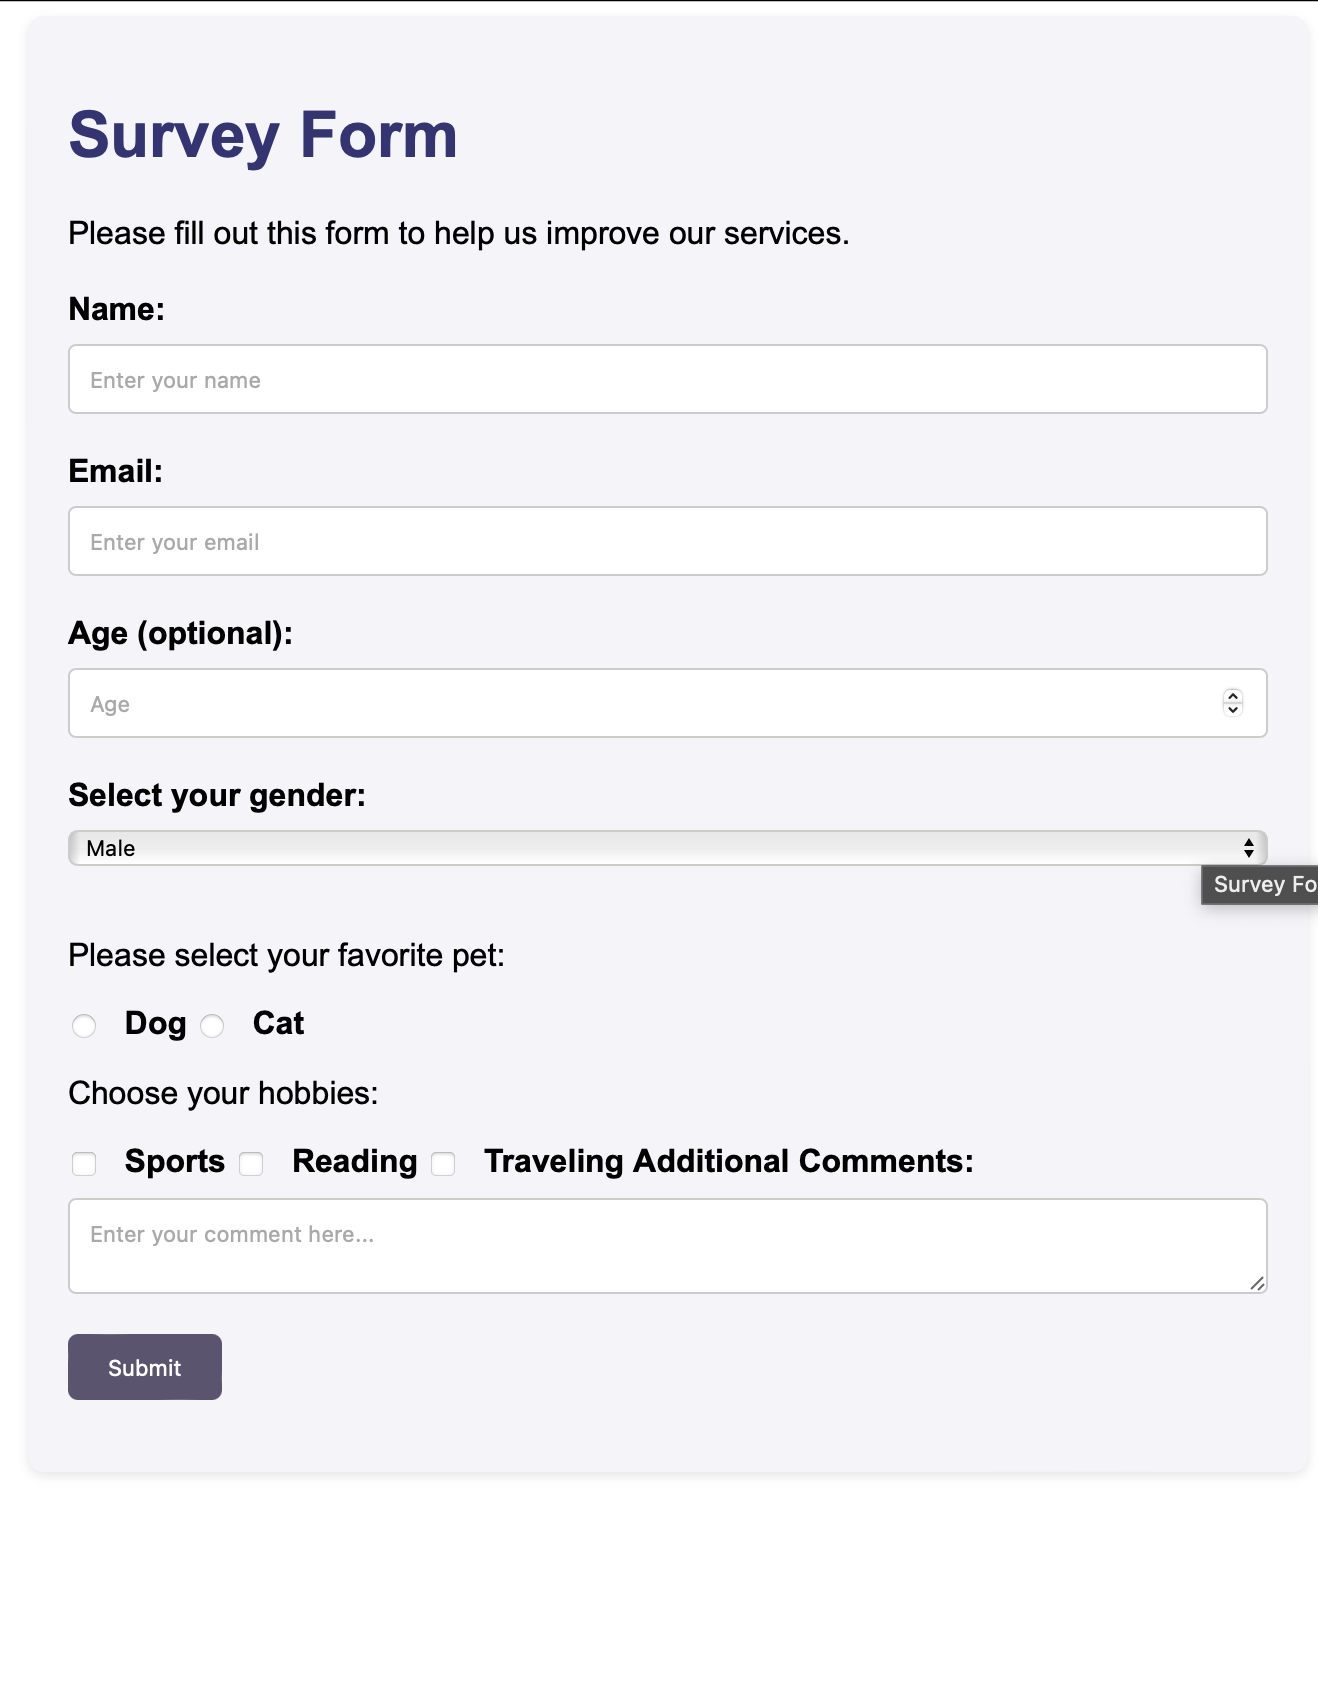 Survey Form
Please fill out this form to help us improve our services.
Name:
Enter your name
Email:
Enter your email
Age (optional):
Age
Select your gender:
Male
Survey Fo
Please select your favorite pet:
Dog Cat
Choose your hobbies:
Sports Reading Traveling Additional Comments:
Enter your comment here...
Submit